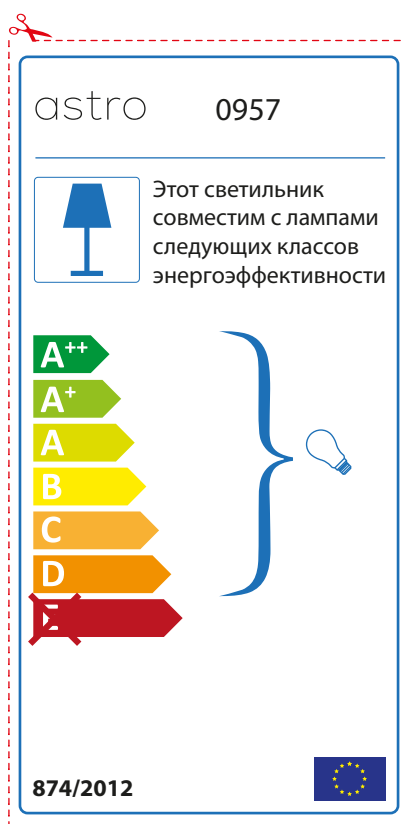 astro 0957
Этот светильник
совместим с лампами
следующих классов
энергоэффективности
A++
A+
A
B
C
D
E
874/2012